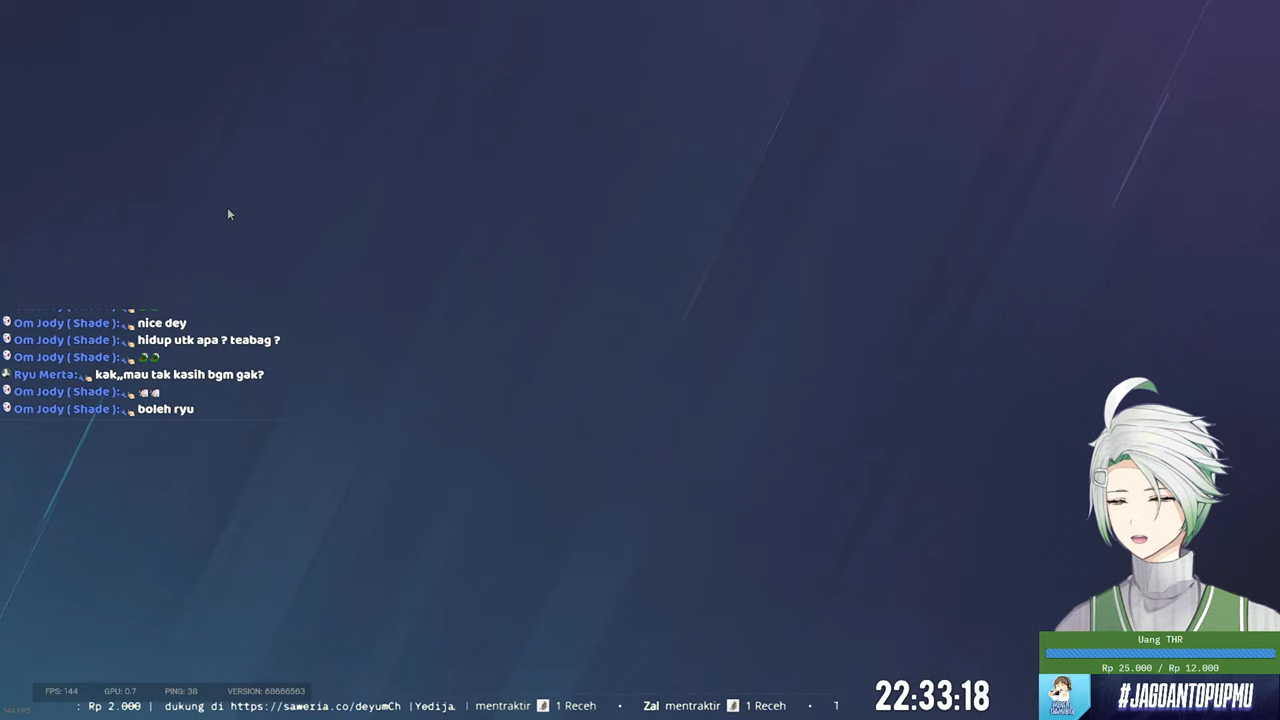 Om Jody ( Shade ): nice dey
Om Jody ( Shade ): hidup utk apa ? teabag ?
Om Jody ( Shade ):
Ryu Merta: kak,,mau tak kasih bgm gak?
Om Jody ( Shade ):
Om Jody ( Shade ): boleh ryu
Uang THR
Rp 25.000 / Rp 12.000
#JAGOANTOPUPMU
FPS: 144 GPU: 0.7 PING: 38 VERSION: 68666563
144 FPS
: Rp 2.000 | dukung di https://saweria.co/deyumCh |Yedija
mentraktir 1 Receh • Zal mentraktir 1 Receh •
22:33:18